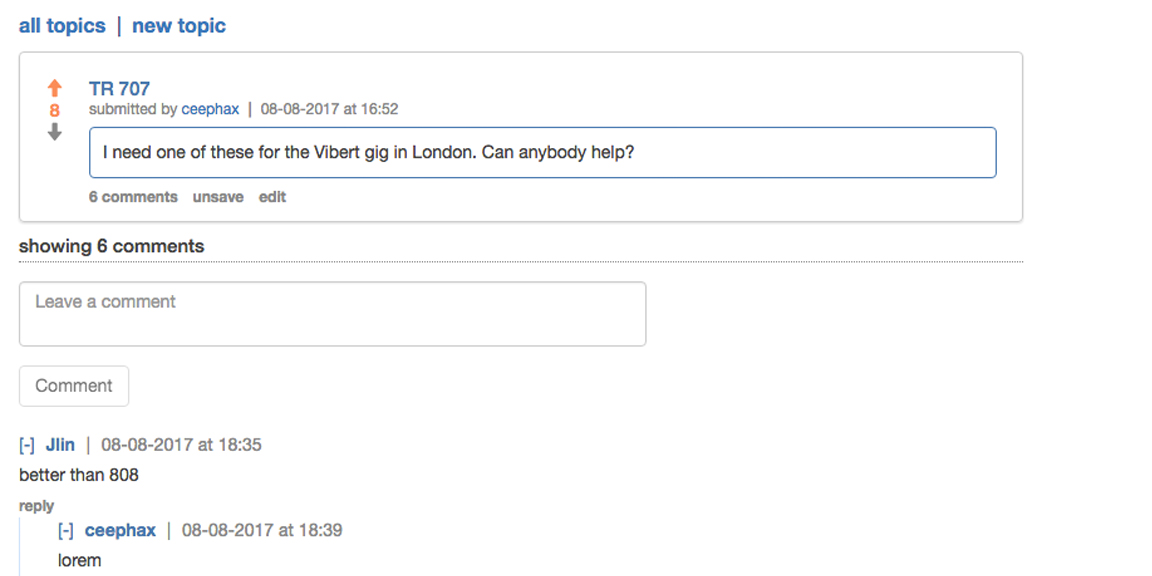 all topics | new topic
TR 707
8
submitted by ceephax | 08-08-2017 at 16:52
I need one of these for the Vibert gig in London. Can anybody help?
6 comments unsave edit
showing 6 comments
Leave a comment
Comment
[-] Jlin | 08-08-2017 at 18:35
better than 808
reply
[-] ceephax | 08-08-2017 at 18:39
lorem